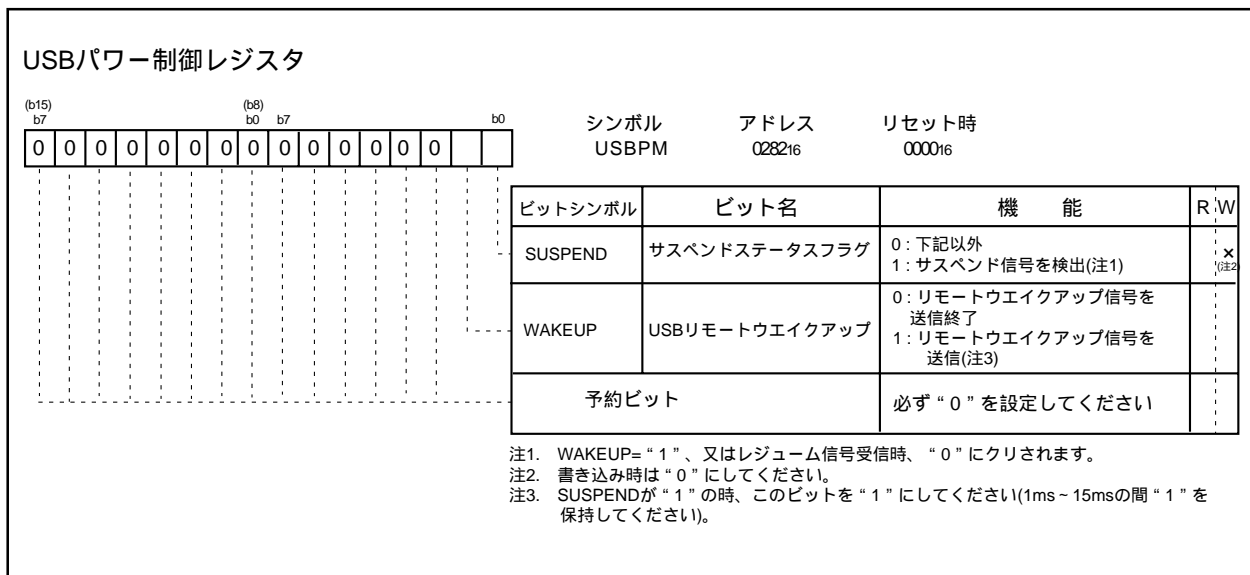 USBパワー制御レジスタ
(b15) (b8)
b7 b0 b7 b0
0 0 0 0 0 0 0 0 0 0 0 0 0 0
シンボル アドレス リセット時
USBPM 028216 000016
ビットシンボル ビット名 機 能 R W
SUSPEND サスペンドステータスフラグ 0 : 下記以外
1 : サスペンド信号を検出(注1) ×
(注2)
WAKEUP USBリモートウエイクアップ 0 : リモートウエイクアップ信号を
送信終了
1 : リモートウエイクアップ信号を
送信(注3)
予約ビット 必ず“0”を設定してください
注1. WAKEUP=“1”、又はレジューム信号受信時、“0”にクリされます。
注2. 書き込み時は“0”にしてください。
注3. SUSPENDが“1”の時、このビットを“1”にしてください(1ms~15msの間“1”を
保持してください)。